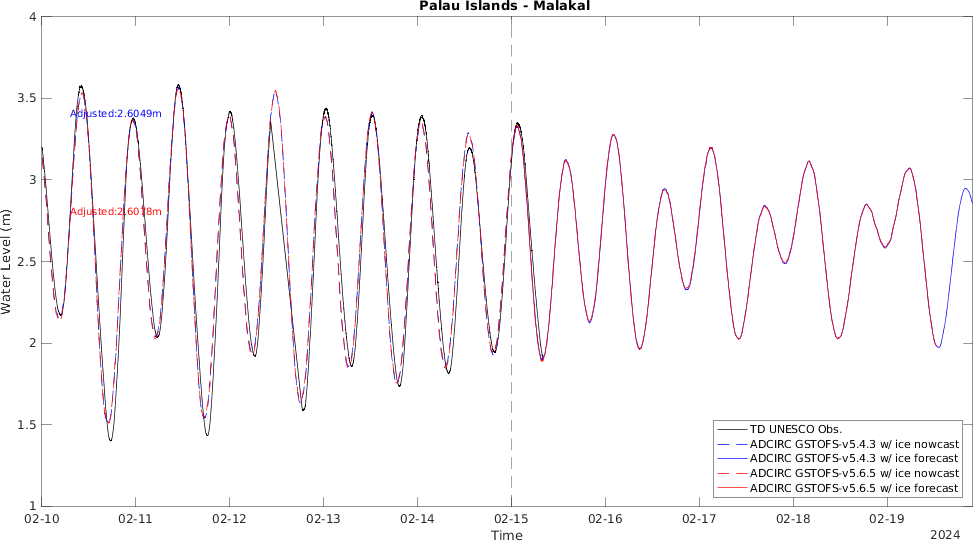 Palau Islands - Malakal
4
3.5
3
2.5
2
1.5
1
Water Level (m)
Adjusted:2.6049m
Adjusted:2.6078m
TD UNESCO Obs.
ADCIRC GSTOFS-v5.4.3 w/ ice nowcast
ADCIRC GSTOFS-v5.4.3 w/ ice forecast
ADCIRC GSTOFS-v5.6.5 w/ ice nowcast
ADCIRC GSTOFS-v5.6.5 w/ ice forecast
02-10 02-11 02-12 02-13 02-14 02-15 02-16 02-17 02-18 02-19
Time
2024